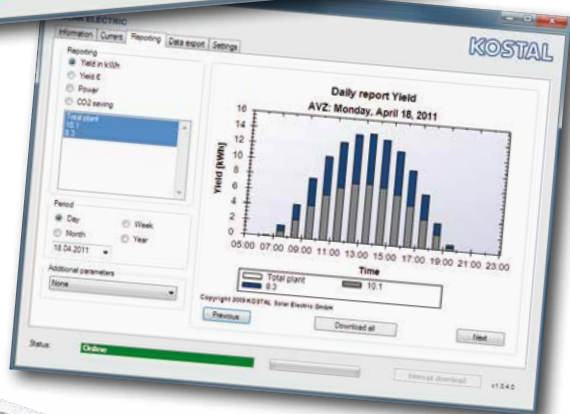 ELECTRIC
KOSTAL
Information Current Reporting Data export Settings
Reporting
Yield in kWh
Yield €
Power
CO2 saving
Total plant
10.1
8.3
Period
Day
Week
Month
Year
18.04.2011
Additional parameters
None
Daily report Yield
AVZ: Monday, April 18, 2011
Yield [kWh]
16
14
12
10
8
6
4
2
0
05:00 07:00 09:00 11:00 13:00 15:00 17:00 19:00 21:00 23:00
Time
Total plant
10.1
8.3
Copyright 2009 KOSTAL Solar Electric GmbH
Previous
Download all
Next
Status:
Online
Interrupt download
v1.0.4.0